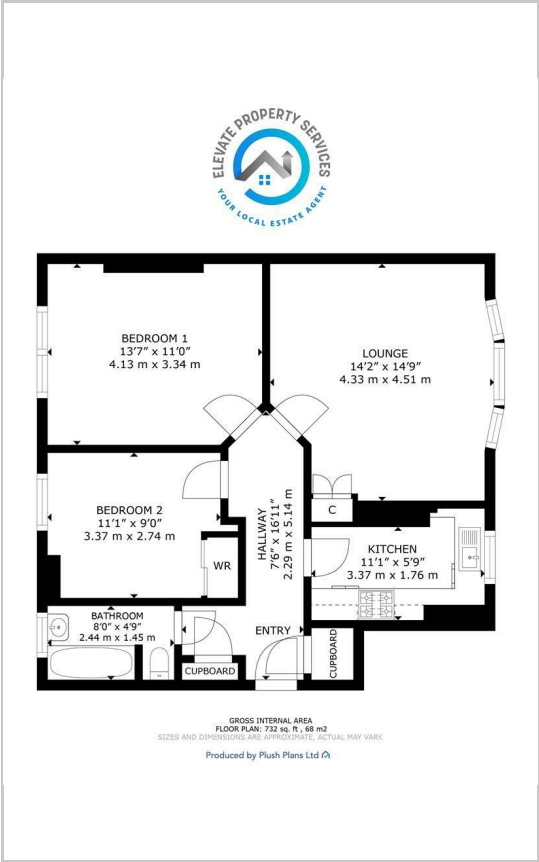 ELEVATE PROPERTY SERVICES
YOUR LOCAL ESTATE AGENT
BEDROOM 1
13'7" x 11'0"
4.13 m x 3.34 m
LOUNGE
14'2" x 14'9"
4.33 m x 4.51 m
BEDROOM 2
11'1" x 9'0"
3.37 m x 2.74 m
WR
HALLWAY
7'6" x 16'11"
2.29 m x 5.14 m
C
KITCHEN
11'1" x 5'9"
3.37 m x 1.76 m
BATHROOM
8'0" x 4'9"
2.44 m x 1.45 m
ENTRY
CUPBOARD
CUPBOARD
GROSS INTERNAL AREA
FLOOR PLAN: 732 sq. ft , 68 m2
SIZES AND DIMENSIONS ARE APPROXIMATE, ACTUAL MAY VARY.
Produced by Plush Plans Ltd